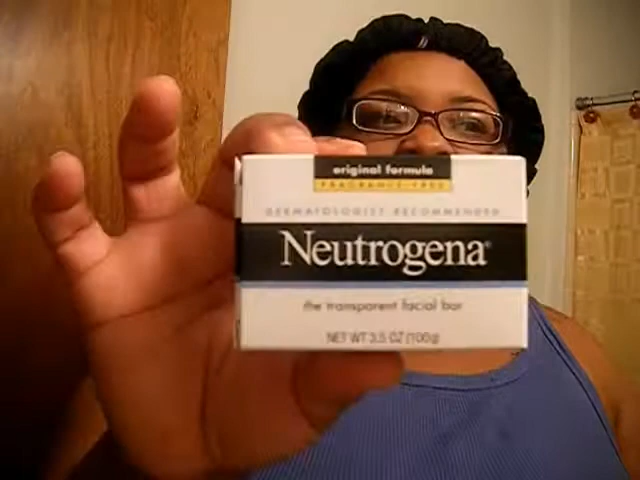 original formula
FRAGRANCE-FREE
DERMATOLOGIST RECOMMENDED
Neutrogena®
the transparent facial bar
NET WT 3.5 OZ (100g)